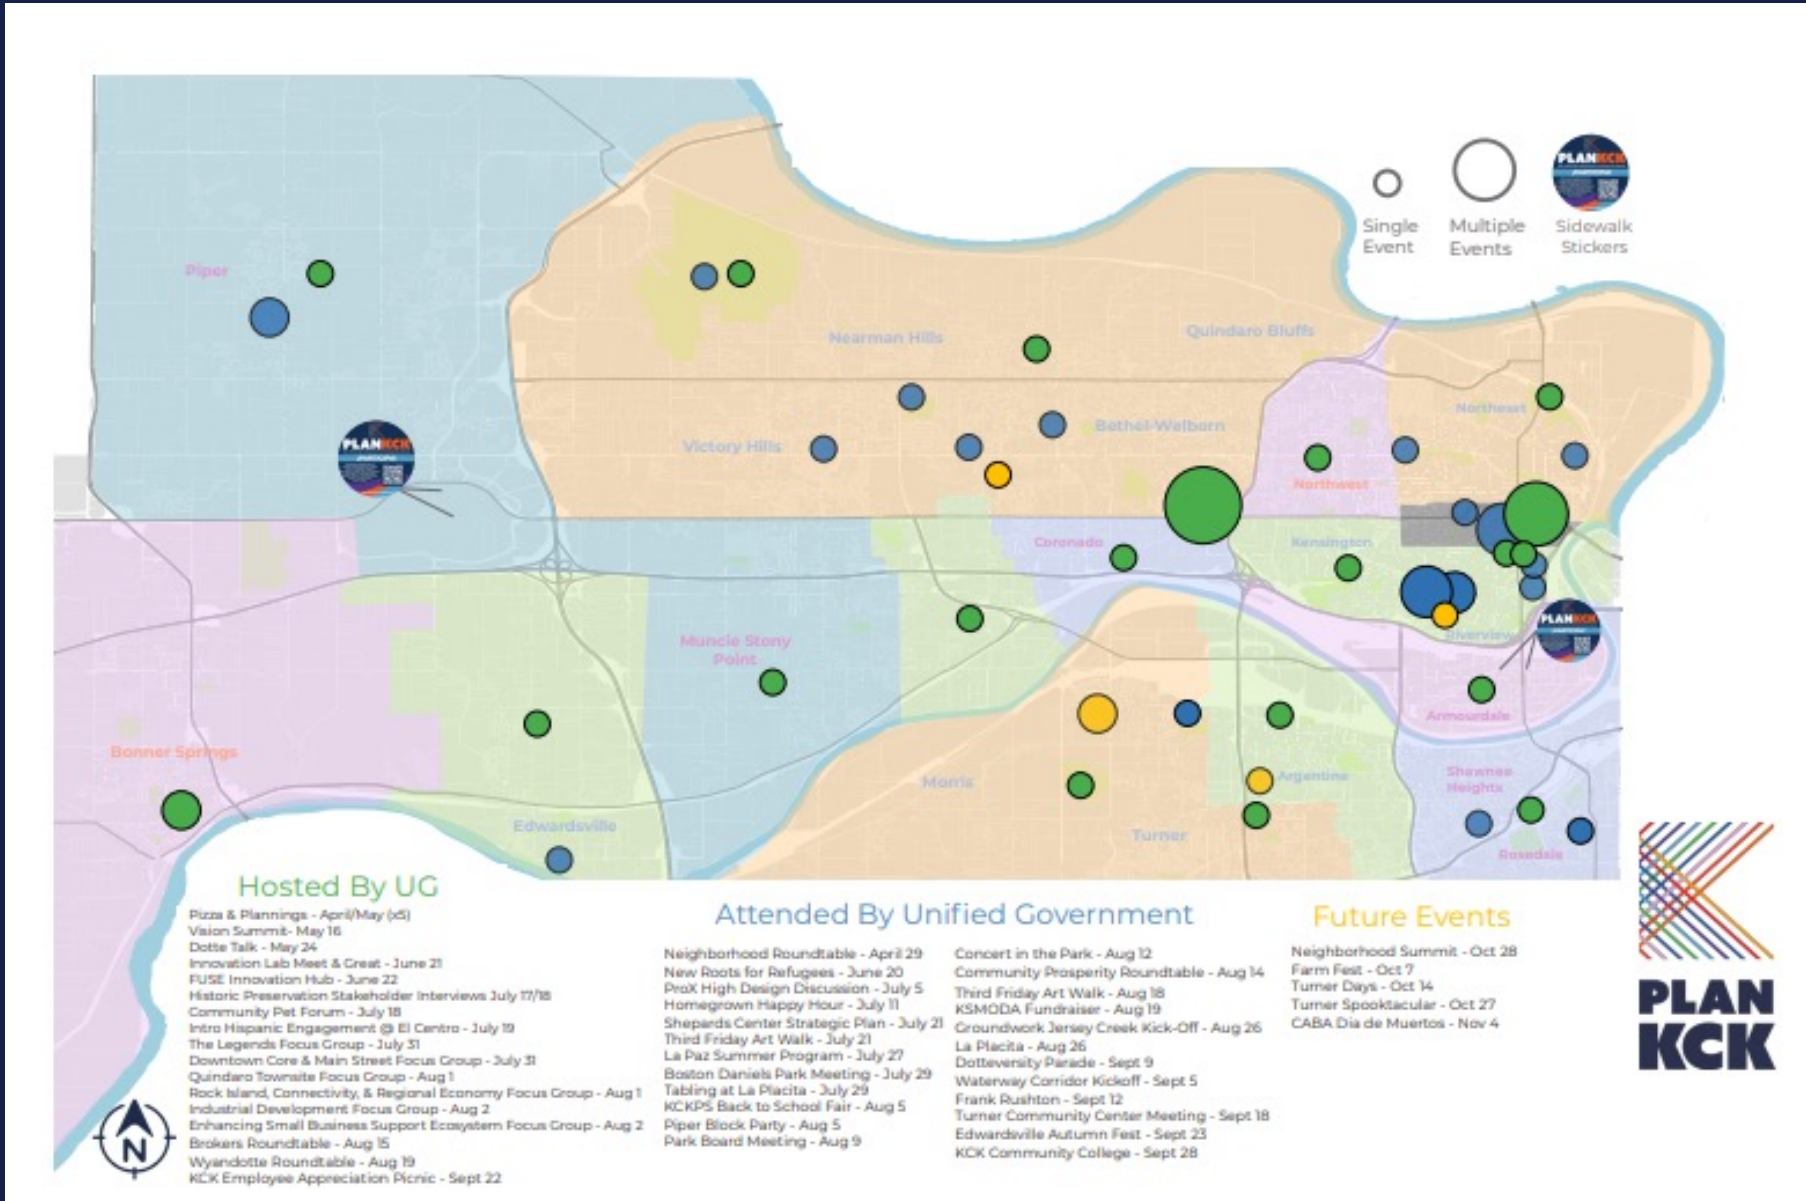 Single
Event
Multiple
Events
PLANKCK
Sidewalk
Stickers
Piper
Nearman Hills
Quindaro Bluffs
Northeast
Victory Hills
Bethel-Welborn
Northwest
PLANKCK
Coronado
Kensington
Muncie Stony
Point
Riverview
PLANKCK
Armourdale
Bonner Springs
Morris
Argentine
Shawnee
Heights
Edwardsville
Turner
Rosedale
Hosted By UG
Pizza & Plannings - April/May (x5)
Vision Summit- May 16
Dotte Talk - May 24
Innovation Lab Meet & Great - June 21
FUSE Innovation Hub - June 22
Historic Preservation Stakeholder Interviews July 17/18
Community Pet Forum - July 18
Intro Hispanic Engagement @ El Centro - July 19
The Legends Focus Group - July 31
Downtown Core & Main Street Focus Group - July 31
Quindaro Townsite Focus Group - Aug 1
Rock Island, Connectivity, & Regional Economy Focus Group - Aug 1
Industrial Development Focus Group - Aug 2
Enhancing Small Business Support Ecosystem Focus Group - Aug 2
Brokers Roundtable - Aug 15
Wyandotte Roundtable - Aug 19
KCK Employee Appreciation Picnic - Sept 22
Attended By Unified Government
Neighborhood Roundtable - April 29
New Roots for Refugees - June 20
ProX High Design Discussion - July 5
Homegrown Happy Hour - July 11
Shepards Center Strategic Plan - July 21
Third Friday Art Walk - July 21
La Paz Summer Program - July 27
Boston Daniels Park Meeting - July 29
Tabling at La Placita - July 29
KCKPS Back to School Fair - Aug 5
Piper Block Party - Aug 5
Park Board Meeting - Aug 9
Concert in the Park - Aug 12
Community Prosperity Roundtable - Aug 14
Third Friday Art Walk - Aug 18
KSMODA Fundraiser - Aug 19
Groundwork Jersey Creek Kick-Off - Aug 26
La Placita - Aug 26
Dotteversity Parade - Sept 9
Waterway Corridor Kickoff - Sept 5
Frank Rushton - Sept 12
Turner Community Center Meeting - Sept 18
Edwardsville Autumn Fest - Sept 23
KCK Community College - Sept 28
Future Events
Neighborhood Summit - Oct 28
Farm Fest - Oct 7
Turner Days - Oct 14
Turner Spooktacular - Oct 27
CABA Dia de Muertos - Nov 4
N
PLAN
KCK